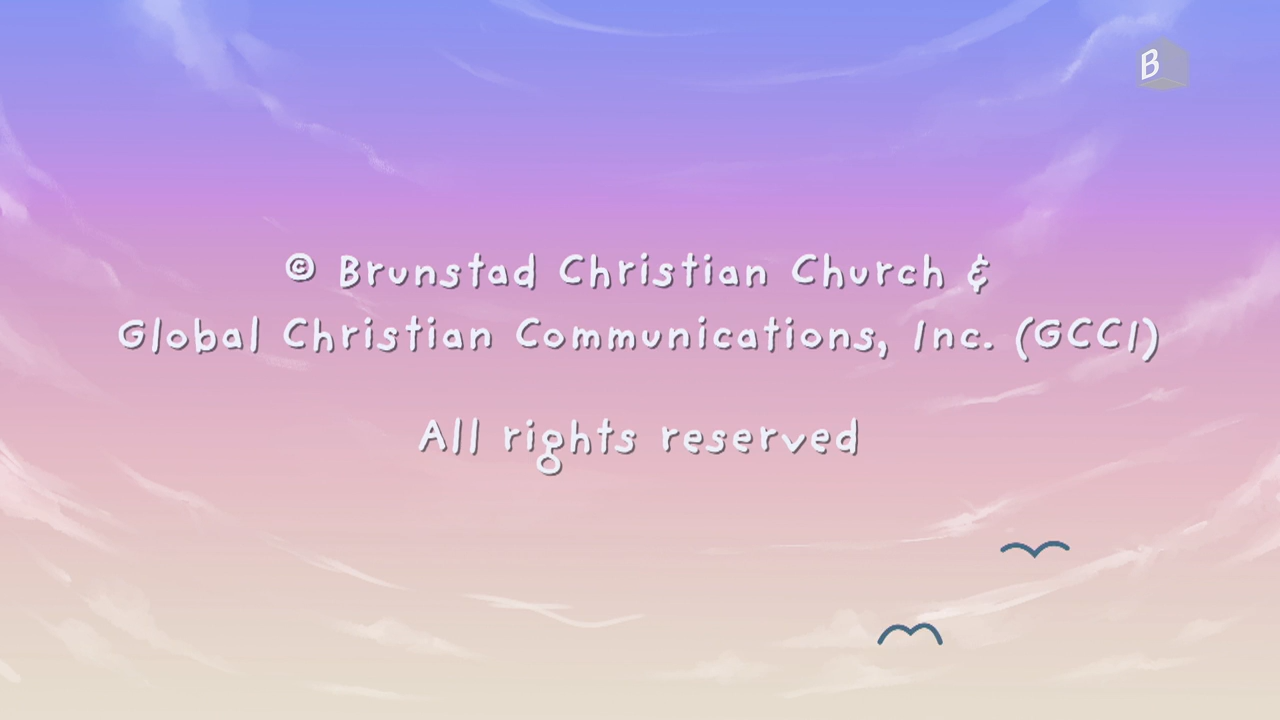 B
© Brunstad Christian Church &
Global Christian Communications, Inc. (GCCI)
All rights reserved